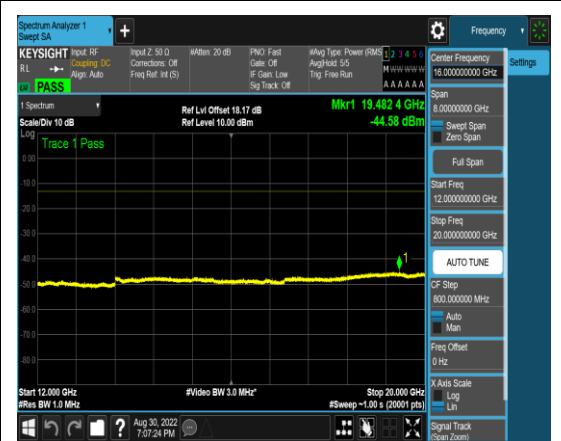 Spectrum Analyzer 1
Swept SA
Frequency
KEYSIGHT
RL
Input: RF
Coupling: DC
Align: Auto
Input Z: 50 Ω
Corrections: Off
Freq Ref: Int (S)
#Atten: 20 dB
PNO: Fast
Gate: Off
IF Gain: Low
Sig Track: Off
#Avg Type: Power (RMS
Avg|Hold: 5/5
Trig: Free Run
1 2 3 4 5 6
M W W W W W
A A A A A A
PASS
1 Spectrum
Scale/Div 10 dB
Ref Lvl Offset 18.17 dB
Ref Level 10.00 dBm
Mkr1 19.482 4 GHz
-44.58 dBm
Log
Trace 1 Pass
0.00
-10.0
-20.0
-30.0
-40.0
-50.0
-60.0
-70.0
-80.0
1
Start 12.000 GHz
#Res BW 1.0 MHz
#Video BW 3.0 MHz*
Stop 20.000 GHz
#Sweep ~1.00 s (20001 pts)
Aug 30, 2022
7:07:24 PM
Center Frequency
16.000000000 GHz
Settings
Span
8.00000000 GHz
Swept Span
Zero Span
Full Span
Start Freq
12.000000000 GHz
Stop Freq
20.000000000 GHz
AUTO TUNE
CF Step
800.000000 MHz
Auto
Man
Freq Offset
0 Hz
X Axis Scale
Log
Lin
Signal Track
(Span Zoom)